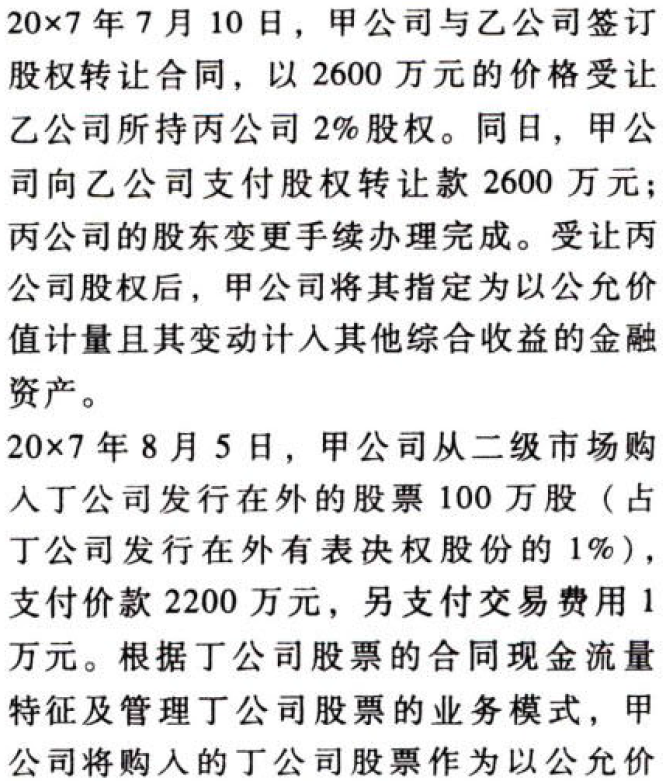 20×7 年 7 月 10 日，甲公司与乙公司签订
股权转让合同，以 2600 万元的价格受让
乙公司所持丙公司 2%股权。同日，甲公
司向乙公司支付股权转让款 2600 万元；
丙公司的股东变更手续办理完成。受让丙
公司股权后，甲公司将其指定为以公允价
值计量且其变动计入其他综合收益的金融
资产。
20×7 年 8 月 5 日，甲公司从二级市场购
入丁公司发行在外的股票 100 万股（占
丁公司发行在外有表决权股份的 1%），
支付价款 2200 万元，另支付交易费用 1
万元。根据丁公司股票的合同现金流量
特征及管理丁公司股票的业务模式，甲
公司将购入的丁公司股票作为以公允价